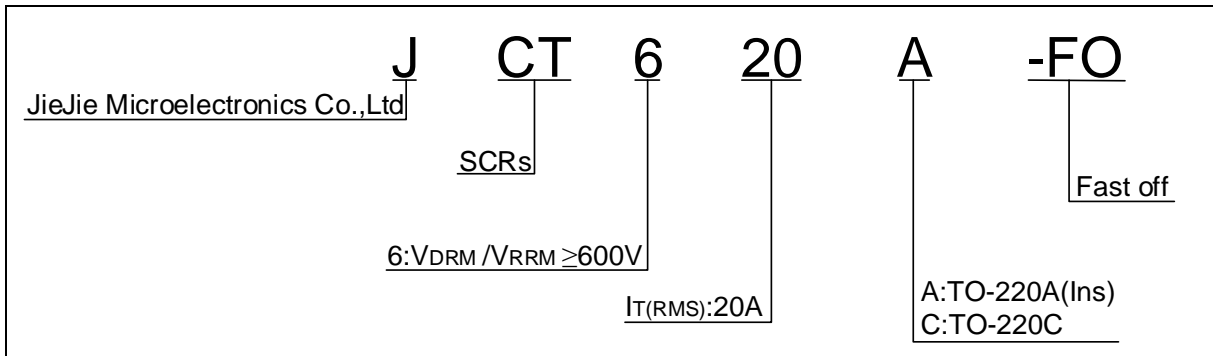 J CT 6 20 A -FO
JieJie Microelectronics Co.,Ltd
SCRs
Fast off
6:VDRM /VRRM ≥600V
IT(RMS):20A
A:TO-220A(Ins)
C:TO-220C